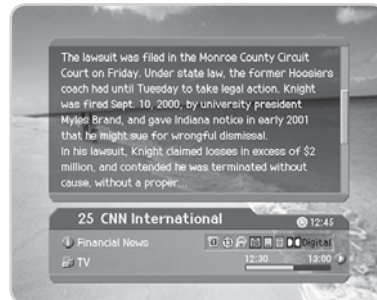 The lawsuit was filed in the Monroe County Circuit
Court on Friday. Under state law, the former Hoosiers
coach had until Tuesday to take legal action. Knight
was fired Sept. 10, 2000, by university president
Myles Brand, and gave Indiana notice in early 2001
that he might sue for wrongful dismissal.
In his lawsuit, Knight claimed losses in excess of $2
million, and contended he was terminated without
cause, without a proper...
25 CNN International
12:45
Financial News
Digital
TV
12:30 13:00